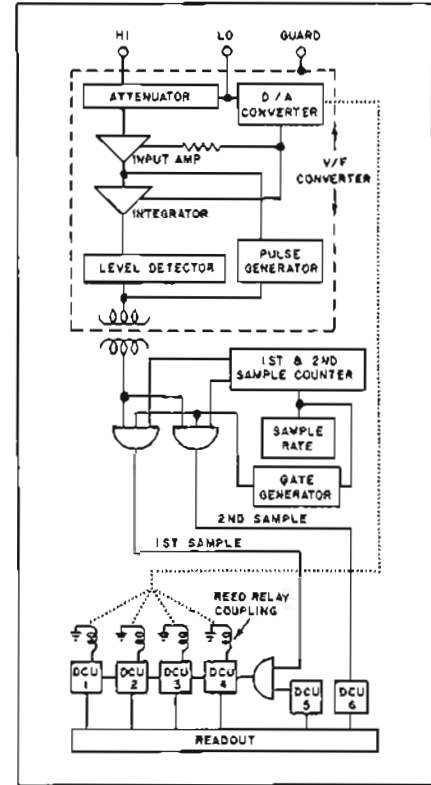 HI LO GUARD
ATTENUATOR
D/A
CONVERTER
INPUT AMP
V/F
CONVERTER
INTEGRATOR
LEVEL DETECTOR
PULSE
GENERATOR
1ST & 2ND
SAMPLE COUNTER
SAMPLE
RATE
GATE
GENERATOR
2ND SAMPLE
1ST SAMPLE
REED RELAY
COUPLING
DCU
1
DCU
2
DCU
3
DCU
4
DCU
5
DCU
6
READOUT